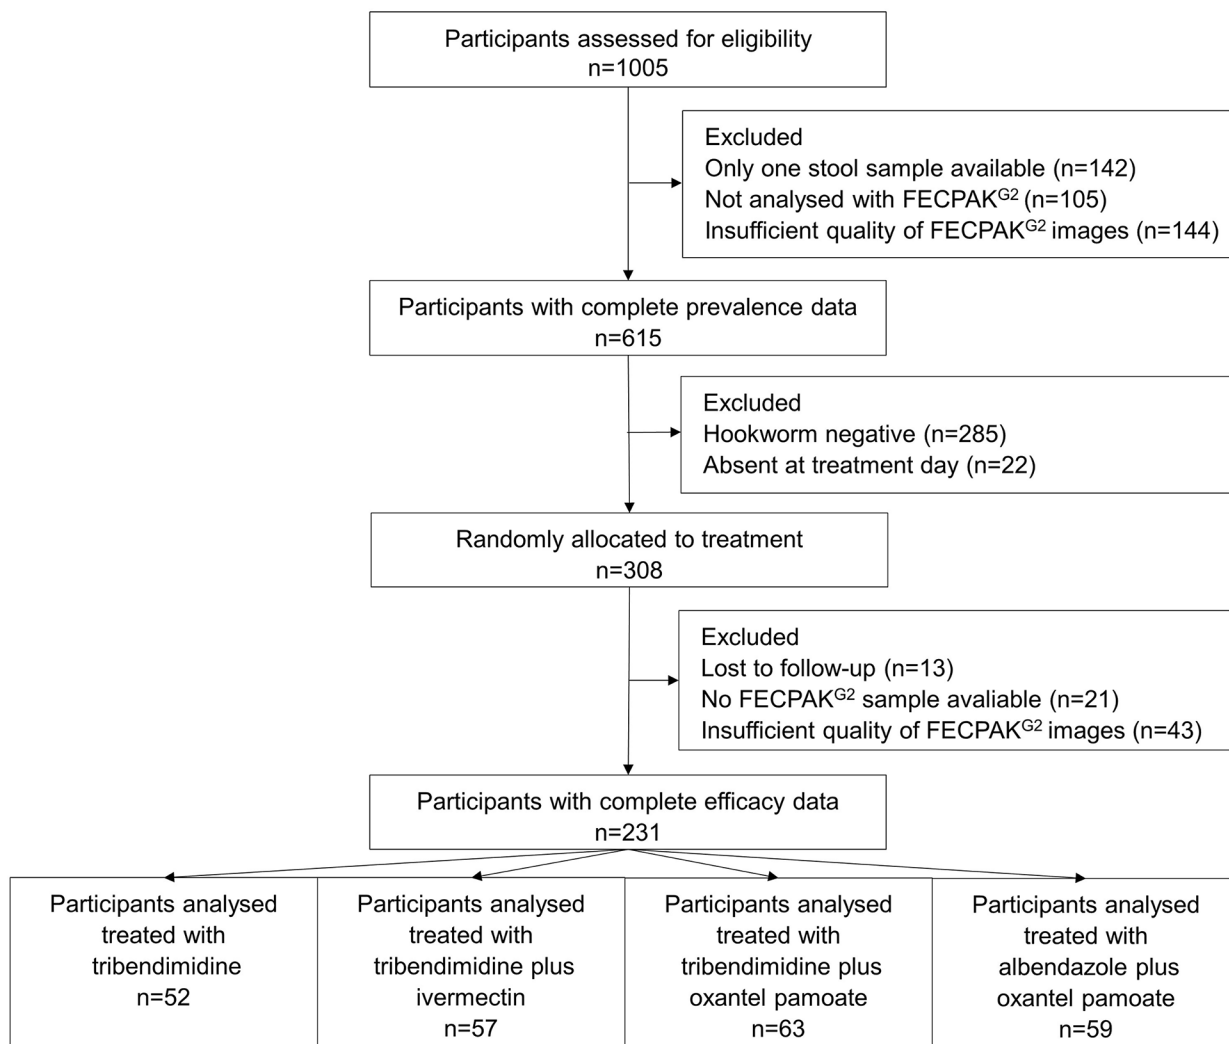 Participants assessed for eligibility
n=1005
Excluded
Only one stool sample available (n=142)
Not analysed with FECPAKG2 (n=105)
Insufficient quality of FECPAKG2 images (n=144)
Participants with complete prevalence data
n=615
Excluded
Hookworm negative (n=285)
Absent at treatment day (n=22)
Randomly allocated to treatment
n=308
Excluded
Lost to follow-up (n=13)
No FECPAKG2 sample avaliable (n=21)
Insufficient quality of FECPAKG2 images (n=43)
Participants with complete efficacy data
n=231
Participants analysed
treated with
tribendimidine
n=52
Participants analysed
treated with
tribendimidine plus
ivermectin
n=57
Participants analysed
treated with
tribendimidine plus
oxantel pamoate
n=63
Participants analysed
treated with
albendazole plus
oxantel pamoate
n=59